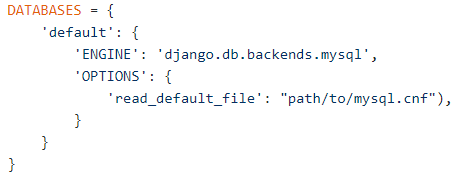 DATABASES = {
    'default': {
        'ENGINE': 'django.db.backends.mysql',
        'OPTIONS': {
            'read_default_file': "path/to/mysql.cnf"),
        }
    }
}